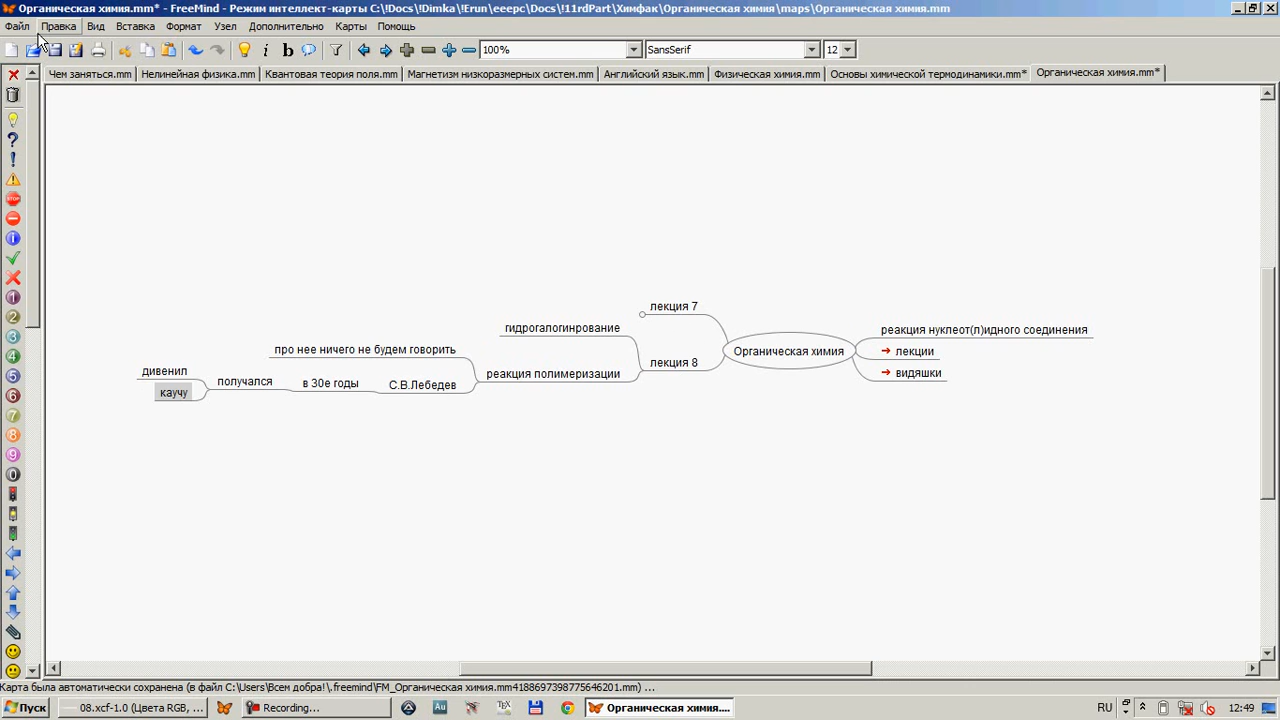 Органическая химия.mm* - FreeMind - Режим интеллект-карты C:\!Docs\!Dimka\!Erun\eeepc\Docs\!11rdPart\Химфак\Органическая химия\maps\Органическая химия.mm
Файл Правка Вид Вставка Формат Узел Дополнительно Карты Помощь
100% SansSerif 12
Чем заняться.mm Нелинейная физика.mm Квантовая теория поля.mm Магнетизм низкоразмерных систем.mm Английский язык.mm Физическая химия.mm Основы химической термодинамики.mm* Органическая химия.mm*
лекция 7
гидрогалогинрование
реакция нуклеот(л)идного соединения
про нее ничего не будем говорить
Органическая химия
лекции
лекция 8
дивенил
реакция полимеризации
видяшки
получался
в 30е годы
С.В.Лебедев
каучу
Карта была автоматически сохранена (в файл C:\Users\Всем добра!\.freemind\FM_Органическая химия.mm4188697398775646201.mm) ...
Пуск 08.xcf-1.0 (Цвета RGB, ... Recording... Органическая химия.mm.... RU 12:49